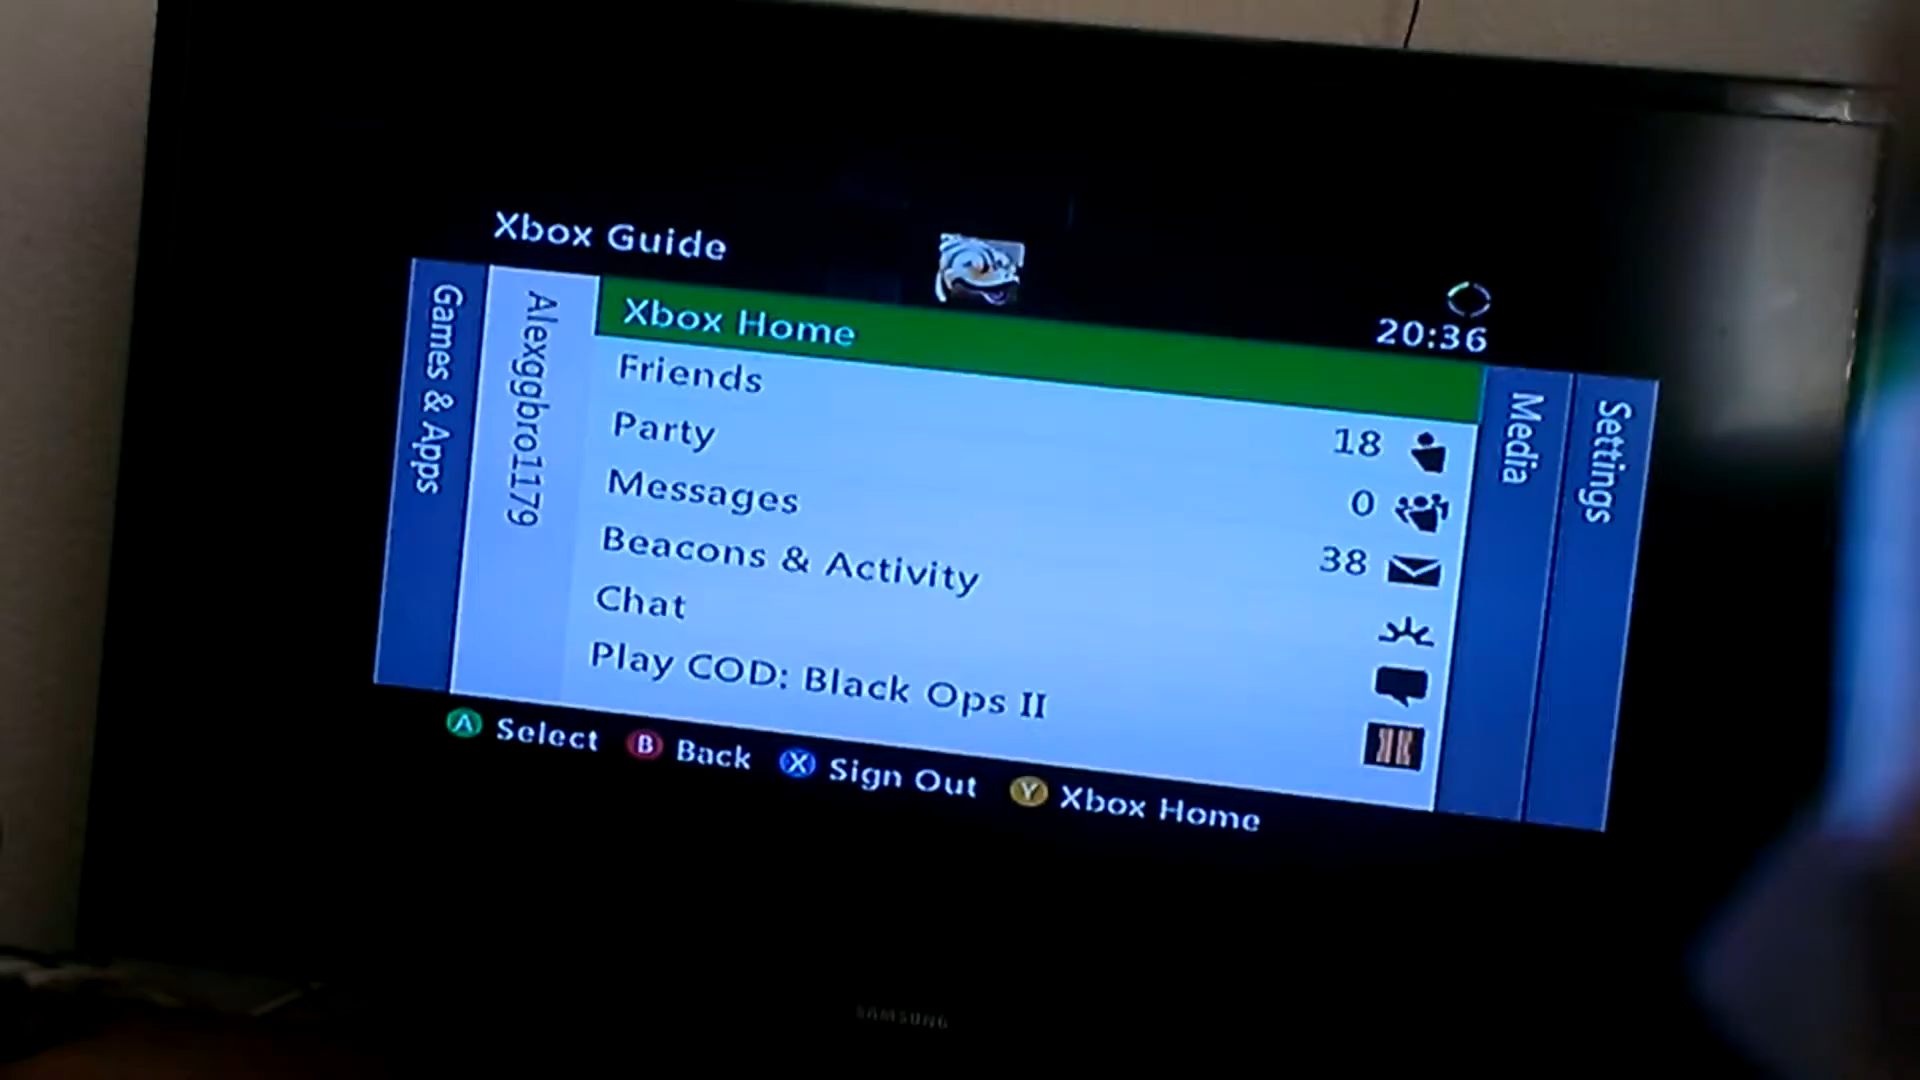 Xbox Guide
20:36
Games & Apps
Alexggbro1179
Xbox Home
Friends 18
Party 0
Messages 38
Beacons & Activity
Chat
Play COD: Black Ops II
Media
Settings
A Select B Back X Sign Out Y Xbox Home
SAMSUNG